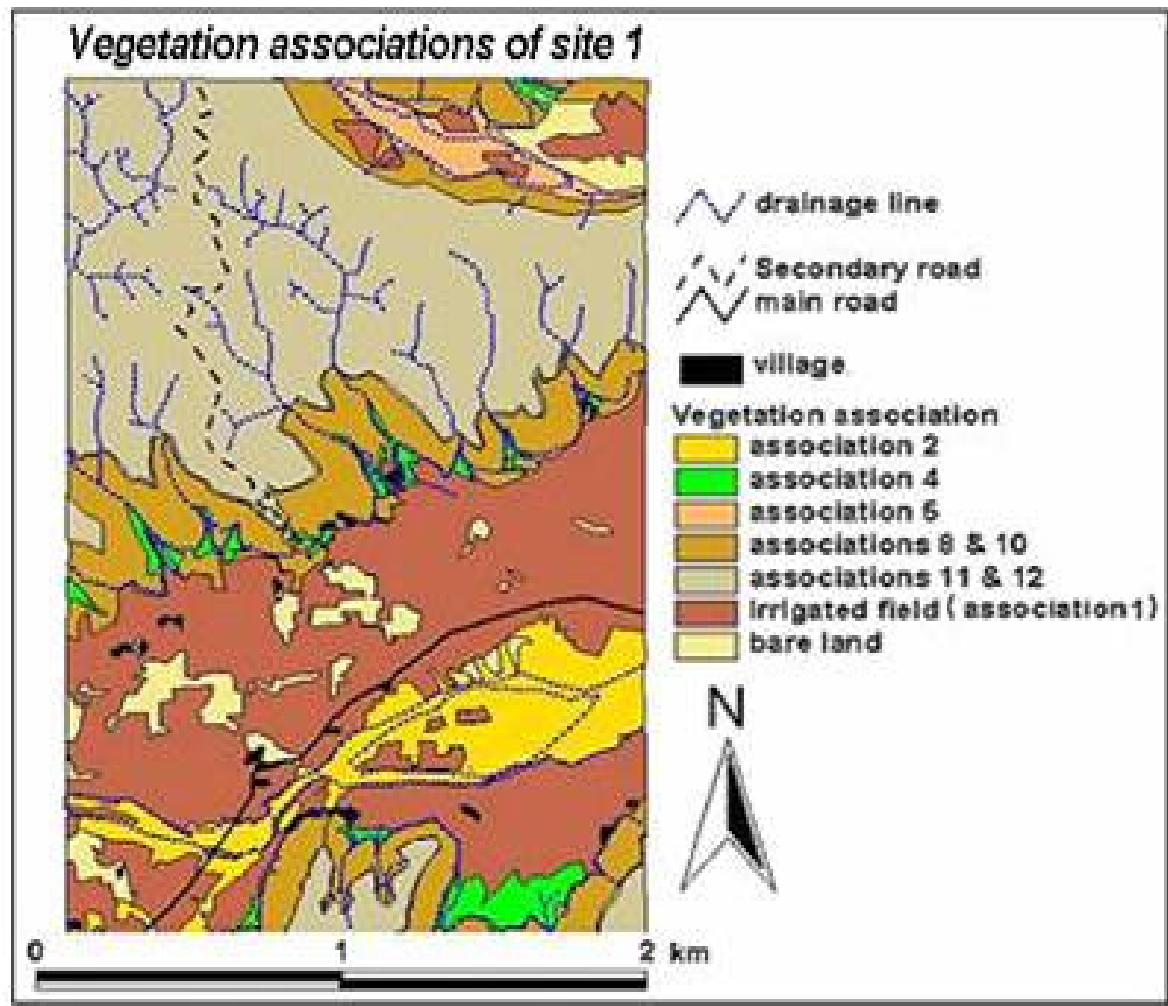 Vegetation associations of site 1
drainage line
Secondary road
main road
village
Vegetation association
association 2
association 4
association 5
associations 8 & 10
associations 11 & 12
irrigated field ( association1)
bare land
N
0 1 2 km